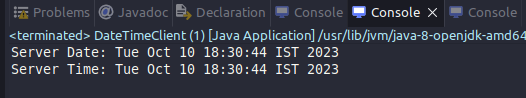 Problems @ Javadoc Declaration Console Console Console
<terminated> DateTimeClient (1) [Java Application] /usr/lib/jvm/java-8-openjdk-amd64
Server Date: Tue Oct 10 18:30:44 IST 2023
Server Time: Tue Oct 10 18:30:44 IST 2023